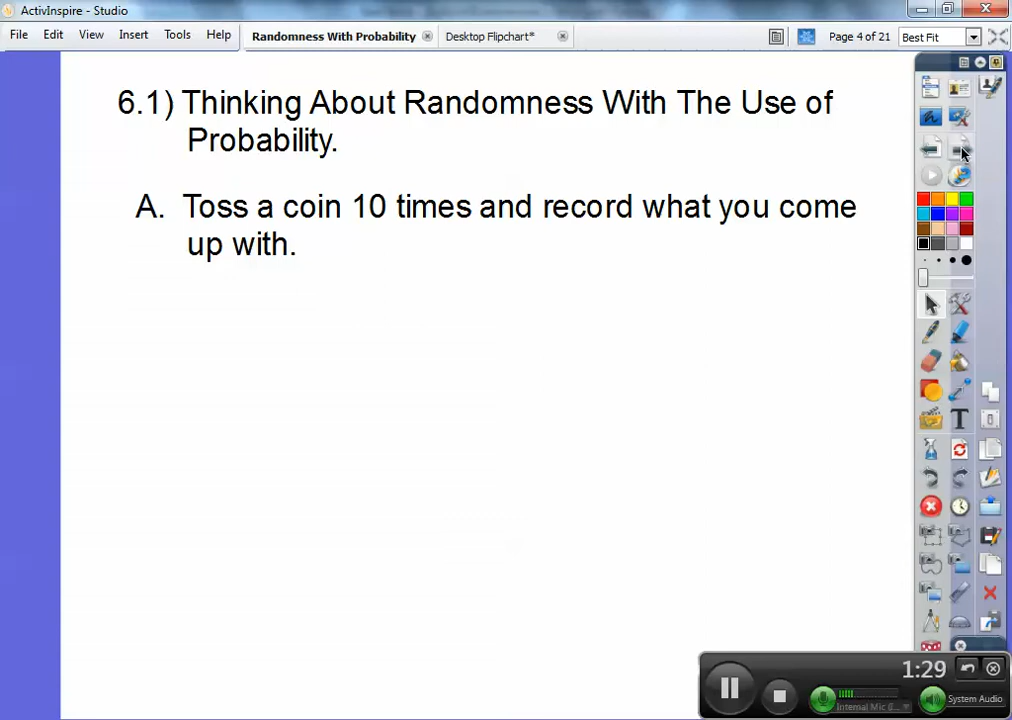 ActivInspire - Studio
File Edit View Insert Tools Help
Randomness With Probability
Desktop Flipchart*
Page 4 of 21
Best Fit
6.1) Thinking About Randomness With The Use of
Probability.
A. Toss a coin 10 times and record what you come
up with.
1:29
Internal Mic (I...
System Audio